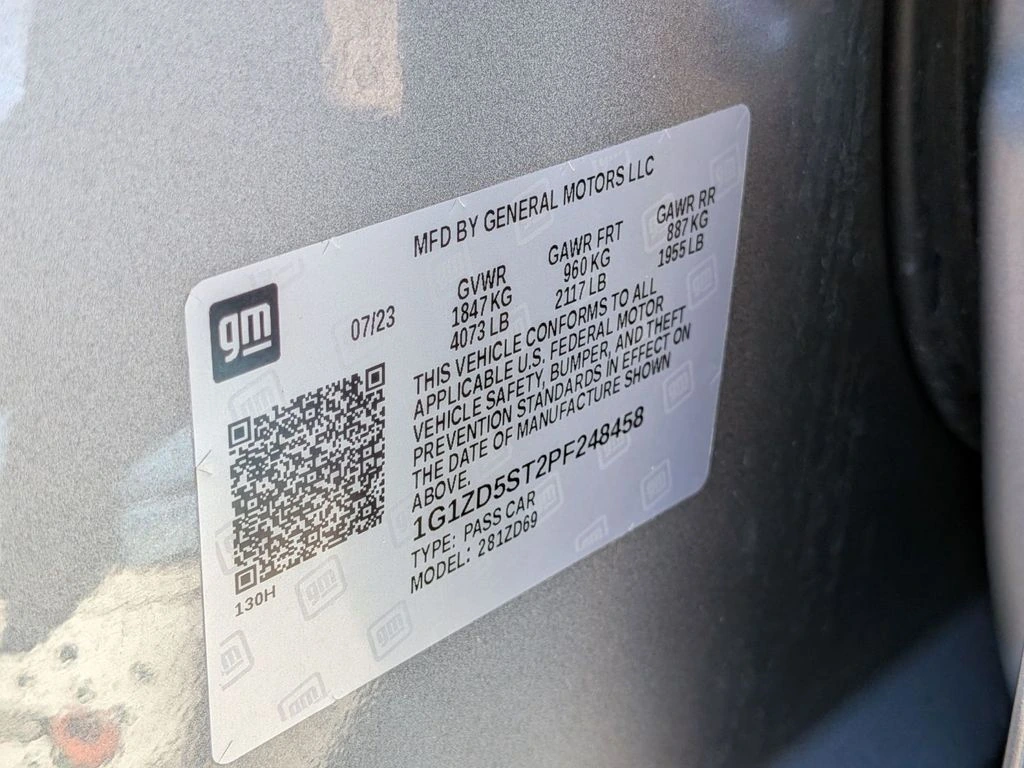 MFD BY GENERAL MOTORS LLC
gm
07/23
GVWR
1847 KG
4073 LB
GAWR FRT
960 KG
2117 LB
GAWR RR
887 KG
1955 LB
THIS VEHICLE CONFORMS TO ALL
APPLICABLE U.S. FEDERAL MOTOR
VEHICLE SAFETY, BUMPER, AND THEFT
PREVENTION STANDARDS IN EFFECT ON
THE DATE OF MANUFACTURE SHOWN
ABOVE.
1G1ZD5ST2PF248458
TYPE: PASS CAR
MODEL: 281ZD69
130H